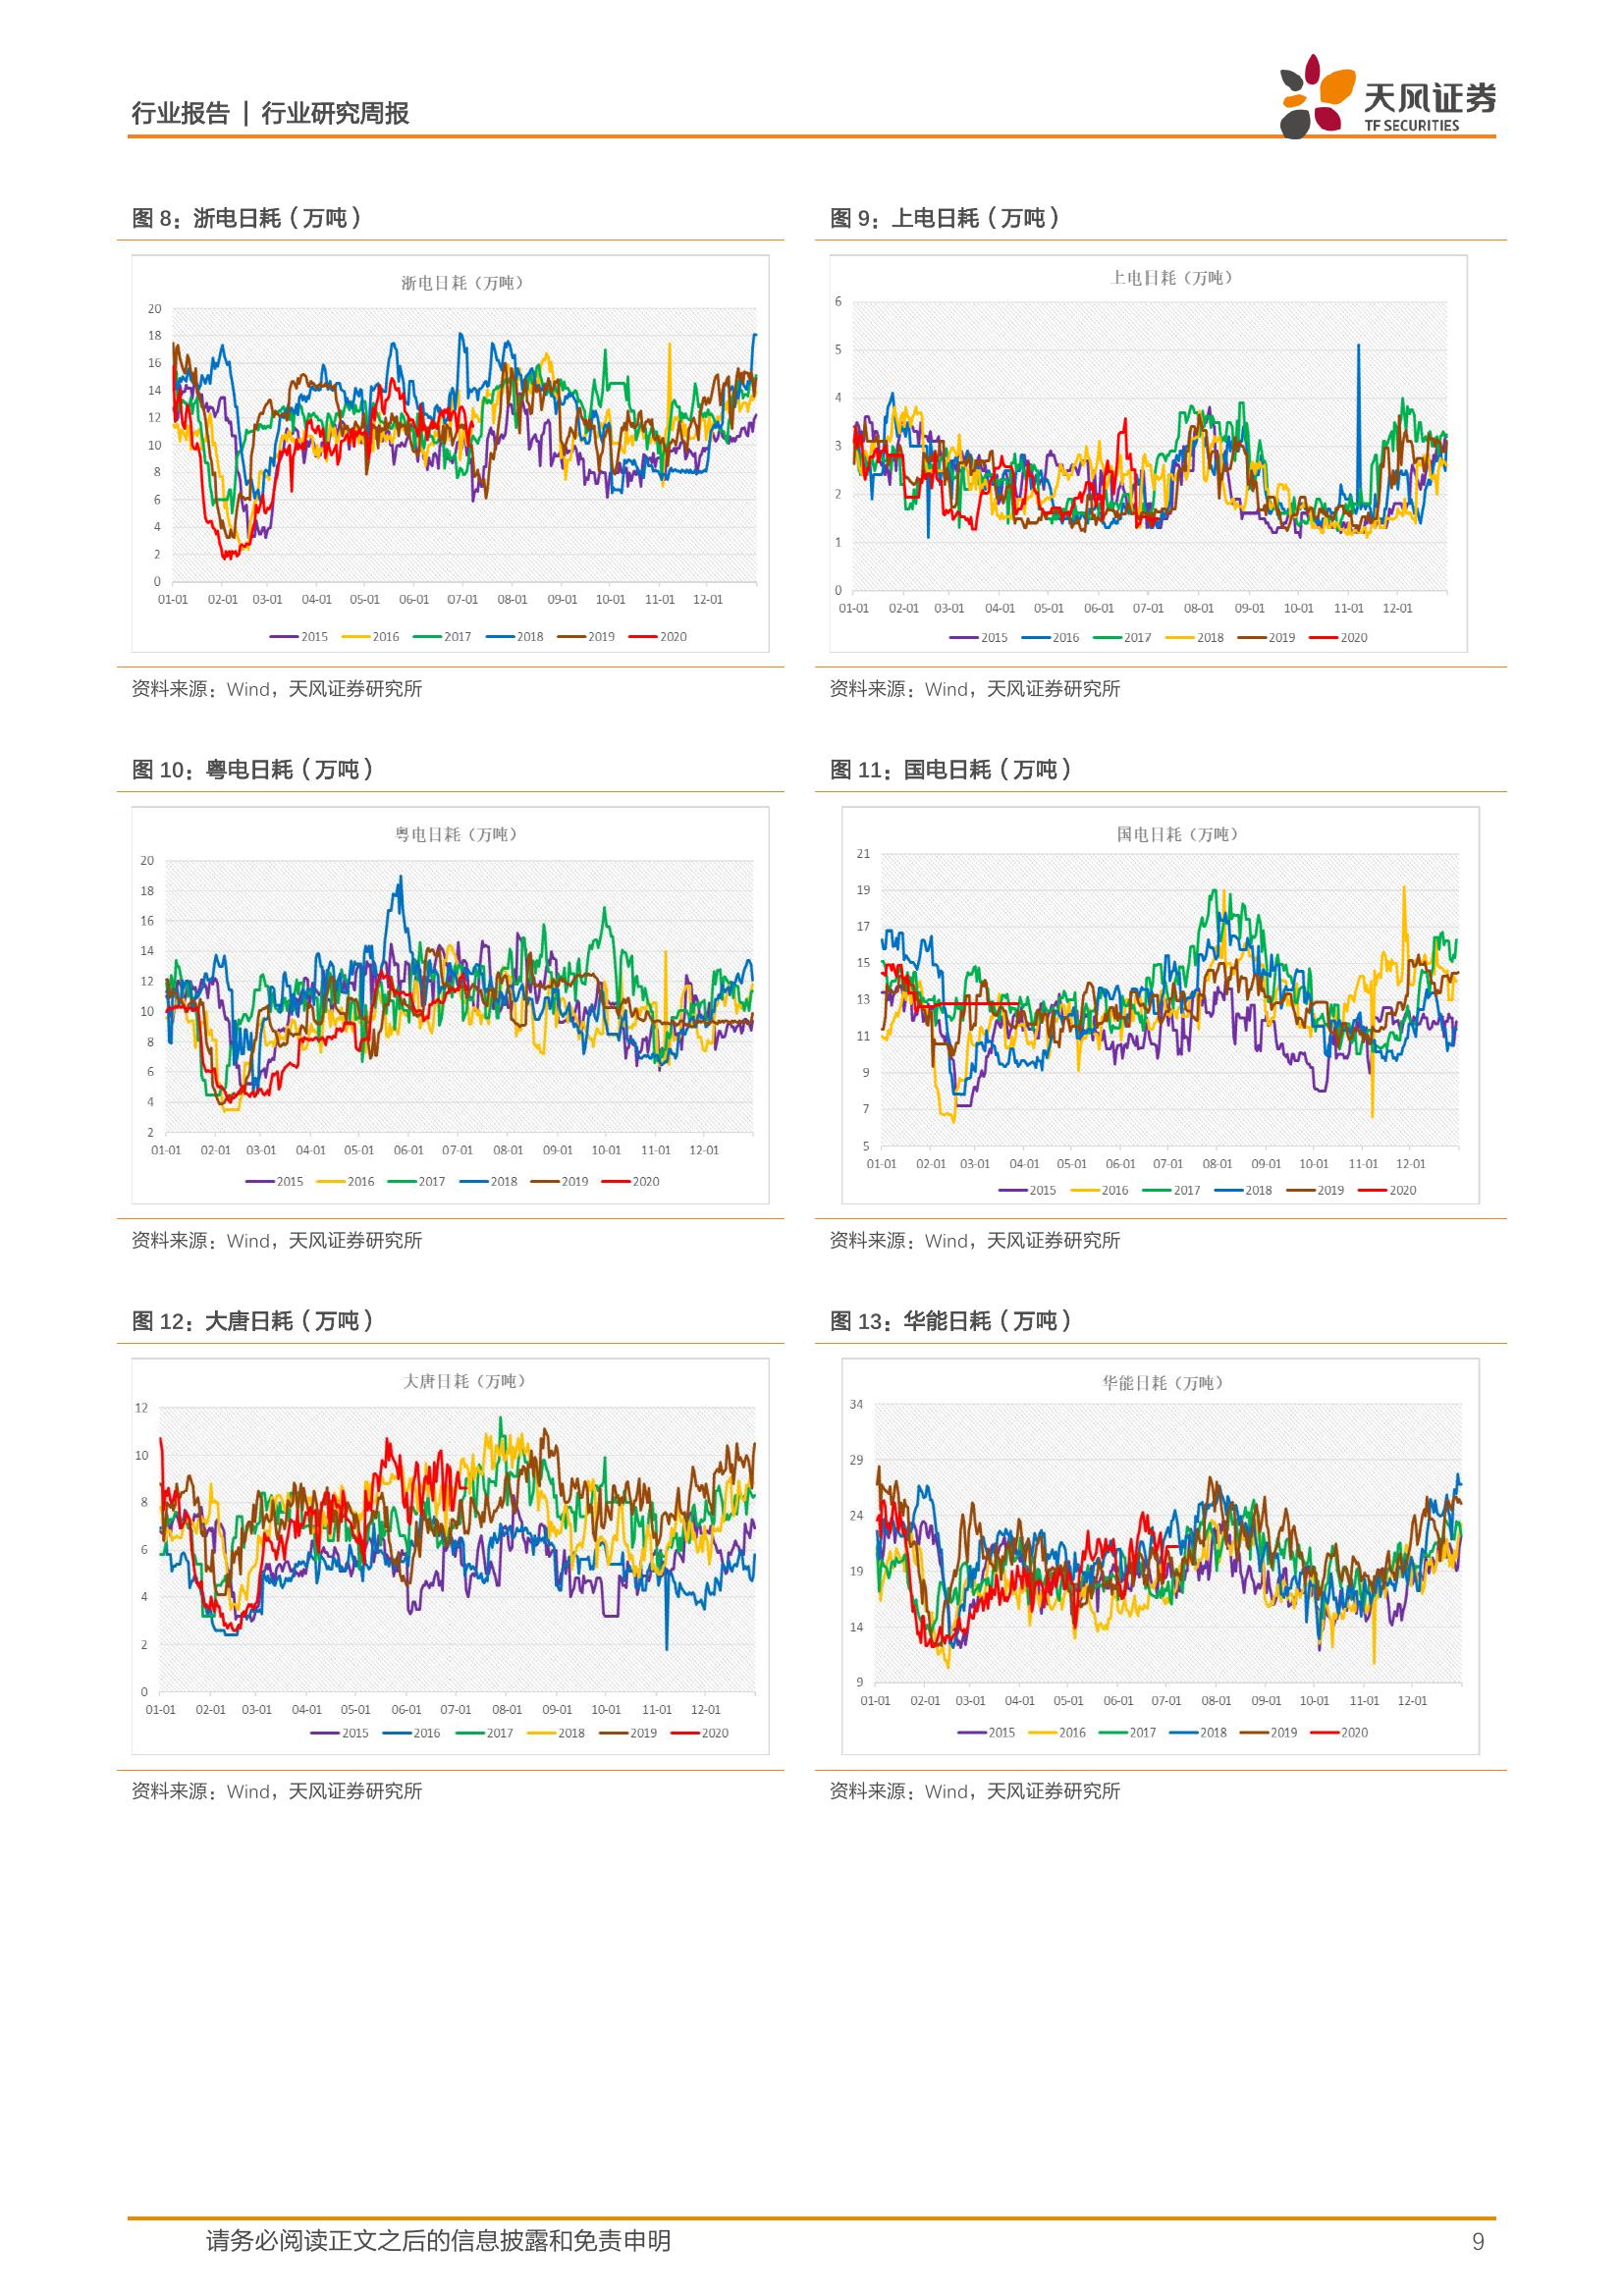 行业报告 | 行业研究周报
天风证券
TF SECURITIES
图 8：浙电日耗（万吨）
浙电日耗（万吨）
20
18
16
14
12
10
8
6
4
2
0
01-01 02-01 03-01 04-01 05-01 06-01 07-01 08-01 09-01 10-01 11-01 12-01
2015 2016 2017 2018 2019 2020
资料来源：Wind，天风证券研究所
图 9：上电日耗（万吨）
上电日耗（万吨）
6
5
4
3
2
1
0
01-01 02-01 03-01 04-01 05-01 06-01 07-01 08-01 09-01 10-01 11-01 12-01
2015 2016 2017 2018 2019 2020
资料来源：Wind，天风证券研究所
图 10：粤电日耗（万吨）
粤电日耗（万吨）
20
18
16
14
12
10
8
6
4
2
01-01 02-01 03-01 04-01 05-01 06-01 07-01 08-01 09-01 10-01 11-01 12-01
2015 2016 2017 2018 2019 2020
资料来源：Wind，天风证券研究所
图 11：国电日耗（万吨）
国电日耗（万吨）
21
19
17
15
13
11
9
7
5
01-01 02-01 03-01 04-01 05-01 06-01 07-01 08-01 09-01 10-01 11-01 12-01
2015 2016 2017 2018 2019 2020
资料来源：Wind，天风证券研究所
图 12：大唐日耗（万吨）
大唐日耗（万吨）
12
10
8
6
4
2
0
01-01 02-01 03-01 04-01 05-01 06-01 07-01 08-01 09-01 10-01 11-01 12-01
2015 2016 2017 2018 2019 2020
资料来源：Wind，天风证券研究所
图 13：华能日耗（万吨）
华能日耗（万吨）
34
29
24
19
14
9
01-01 02-01 03-01 04-01 05-01 06-01 07-01 08-01 09-01 10-01 11-01 12-01
2015 2016 2017 2018 2019 2020
资料来源：Wind，天风证券研究所
请务必阅读正文之后的信息披露和免责申明 9